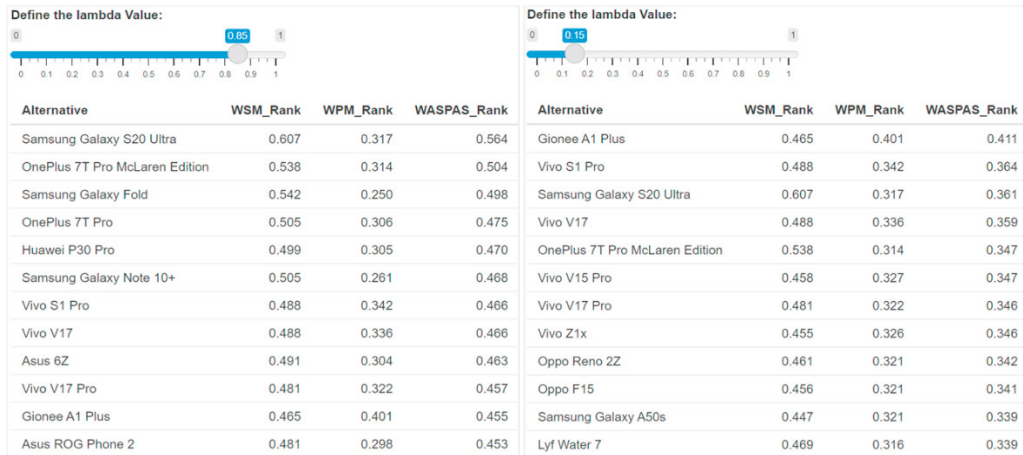 Define the lambda Value:
0 0.85 1
0 0.1 0.2 0.3 0.4 0.5 0.6 0.7 0.8 0.9 1
Alternative WSM_Rank WPM_Rank WASPAS_Rank
Samsung Galaxy S20 Ultra 0.607 0.317 0.564
OnePlus 7T Pro McLaren Edition 0.538 0.314 0.504
Samsung Galaxy Fold 0.542 0.250 0.498
OnePlus 7T Pro 0.505 0.306 0.475
Huawei P30 Pro 0.499 0.305 0.470
Samsung Galaxy Note 10+ 0.505 0.261 0.468
Vivo S1 Pro 0.488 0.342 0.466
Vivo V17 0.488 0.336 0.466
Asus 6Z 0.491 0.304 0.463
Vivo V17 Pro 0.481 0.322 0.457
Gionee A1 Plus 0.465 0.401 0.455
Asus ROG Phone 2 0.481 0.298 0.453
Define the lambda Value:
0 0.15 1
0 0.1 0.2 0.3 0.4 0.5 0.6 0.7 0.8 0.9 1
Alternative WSM_Rank WPM_Rank WASPAS_Rank
Gionee A1 Plus 0.465 0.401 0.411
Vivo S1 Pro 0.488 0.342 0.364
Samsung Galaxy S20 Ultra 0.607 0.317 0.361
Vivo V17 0.488 0.336 0.359
OnePlus 7T Pro McLaren Edition 0.538 0.314 0.347
Vivo V15 Pro 0.458 0.327 0.347
Vivo V17 Pro 0.481 0.322 0.346
Vivo Z1x 0.455 0.326 0.346
Oppo Reno 2Z 0.461 0.321 0.342
Oppo F15 0.456 0.321 0.341
Samsung Galaxy A50s 0.447 0.321 0.339
Lyf Water 7 0.469 0.316 0.339